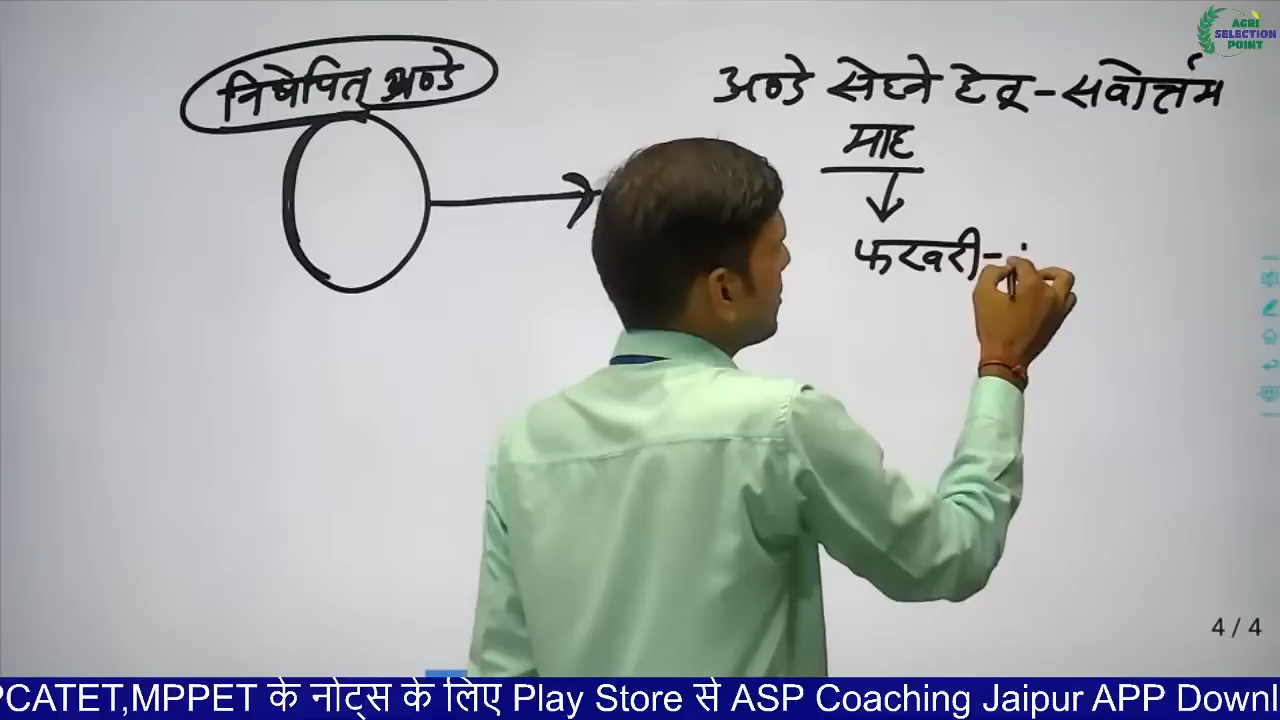 AGRI
SELECTION
POINT
निषेपित् अण्डे
अण्डे सेहने हेतू - सर्वोत्तम
माह
फरवरी -
4 / 4
PCATET,MPPET के नोट्स के लिए Play Store से ASP Coaching Jaipur APP Downl